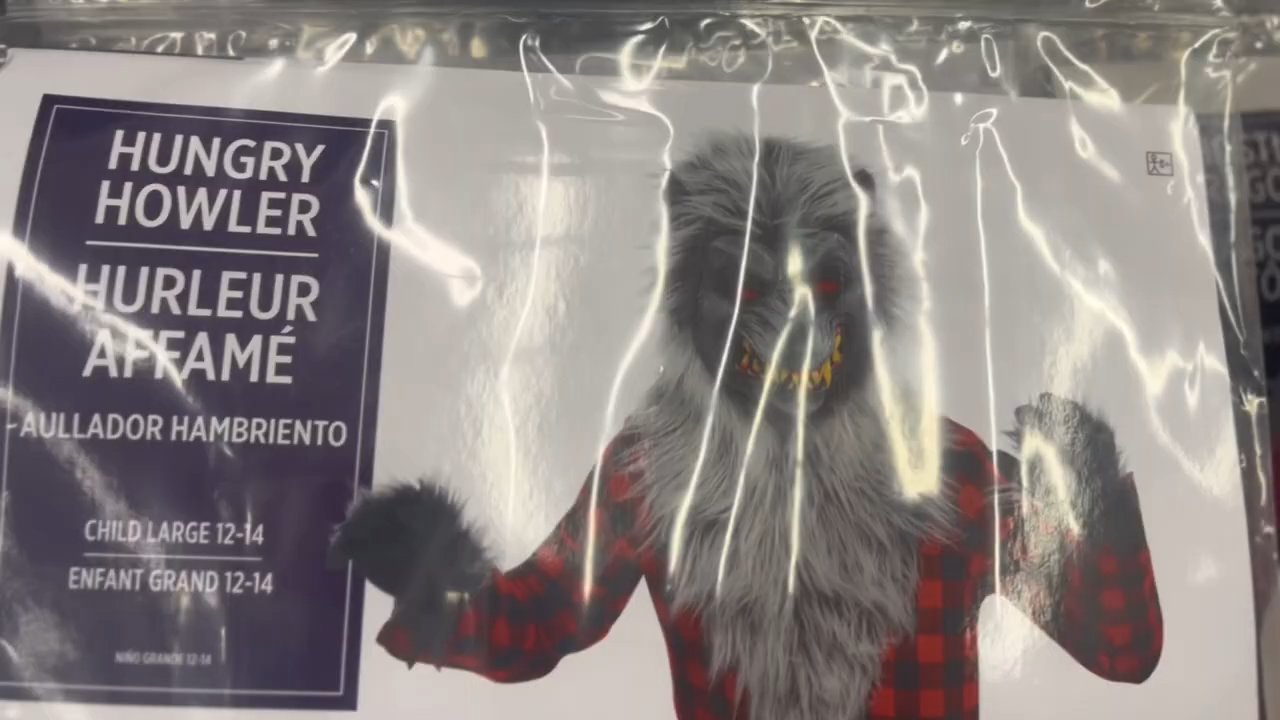 HUNGRY
HOWLER
HURLEUR
AFFAMÉ
AULLADOR HAMBRIENTO
CHILD LARGE 12-14
ENFANT GRAND 12-14
NIÑO GRANDE 12-14